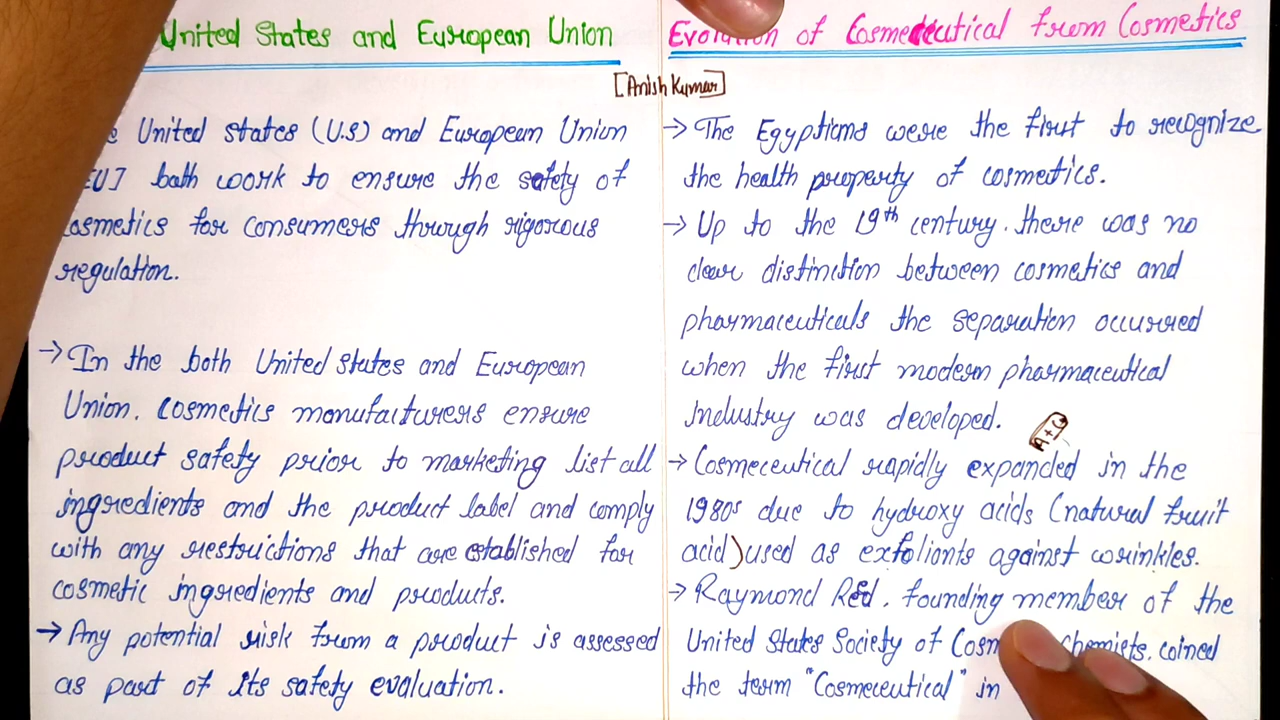 United States and European Union
United States (U.S) and European Union
EU] both work to ensure the safety of
cosmetics for consumers through rigorous
regulation.
→ In the both United States and European
Union. Cosmetics manufacturers ensure
product safety prior to marketing list all
ingredients and the product label and comply
with any restrictions that are established for
cosmetic ingredients and products.
→ Any potential risk from a product is assessed
as part of its safety evaluation.
[Anish Kumar]
of Cosmeceutical from Cosmetics
→ The Egyptians were the first to recognize
the health property of cosmetics.
→ Up to the 19th century. there was no
clear distinction between cosmetics and
pharmaceuticals the separation occurred
when the first modern pharmaceutical
Industry was developed.
A+G
→ Cosmeceutical rapidly expanded in the
1980s due to hydroxy acids (natural fruit
acid) used as exfolionts against wrinkles.
→ Raymond Red. founding member of the
United States Society of Chemists. coined
the term "Cosmeceutical" in